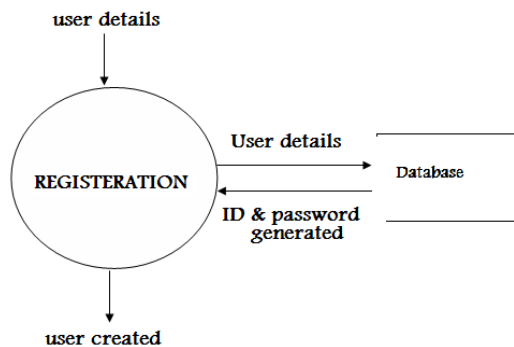 user details
User details
REGISTERATION
Database
ID & password
generated
user created